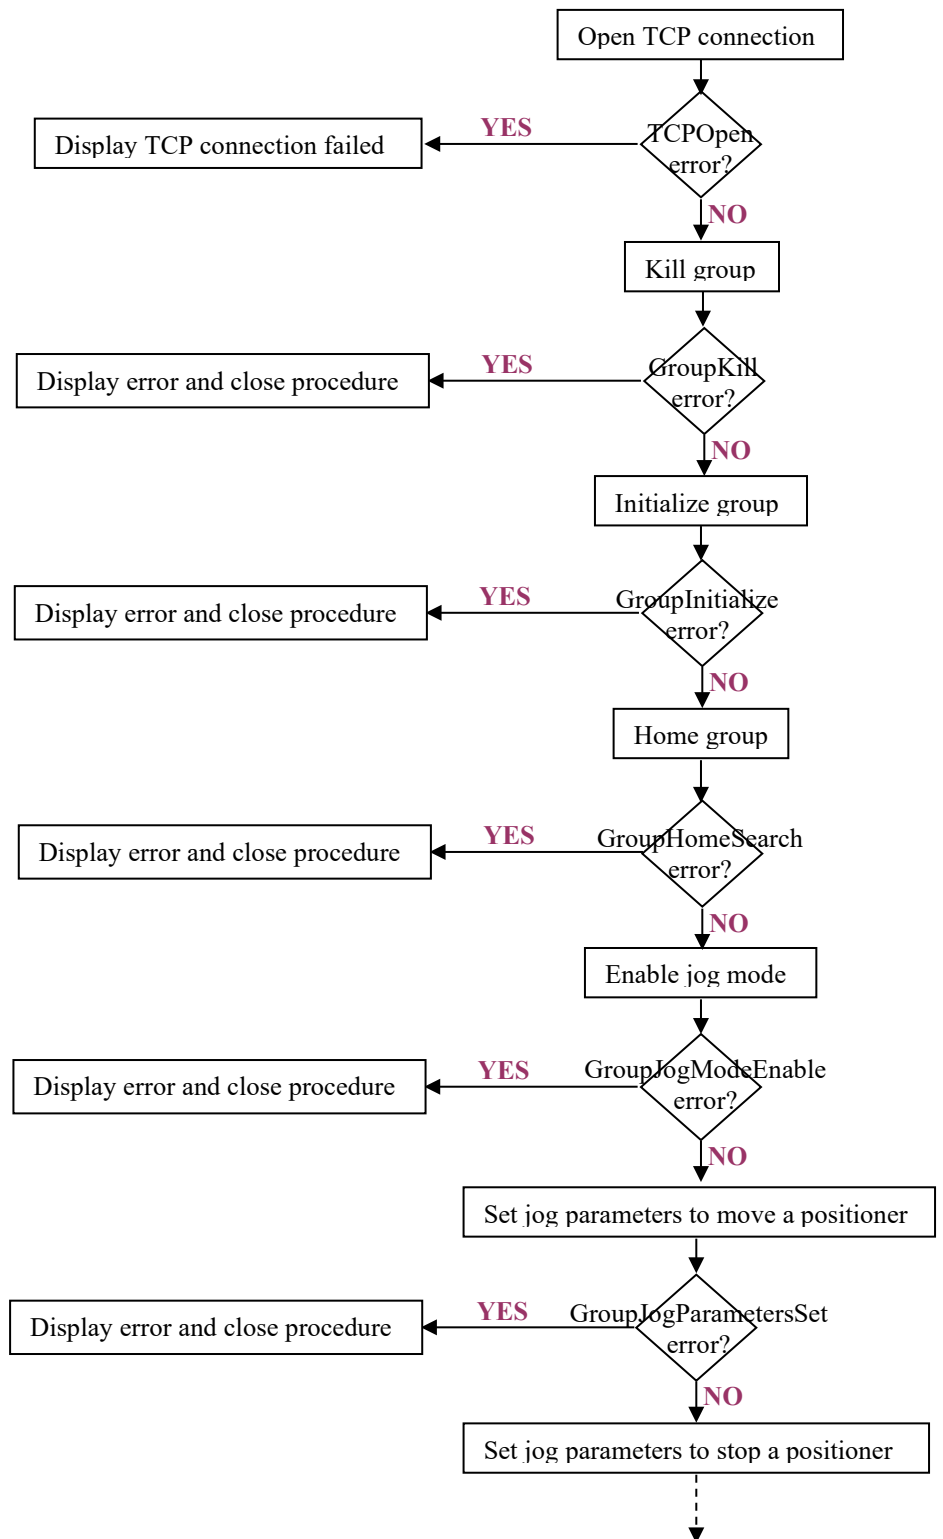 Open TCP connection
TCPOpen
error?
YES
Display TCP connection failed
NO
Kill group
GroupKill
error?
YES
Display error and close procedure
NO
Initialize group
GroupInitialize
error?
YES
Display error and close procedure
NO
Home group
GroupHomeSearch
error?
YES
Display error and close procedure
NO
Enable jog mode
GroupJogModeEnable
error?
YES
Display error and close procedure
NO
Set jog parameters to move a positioner
GroupJogParametersSet
error?
YES
Display error and close procedure
NO
Set jog parameters to stop a positioner